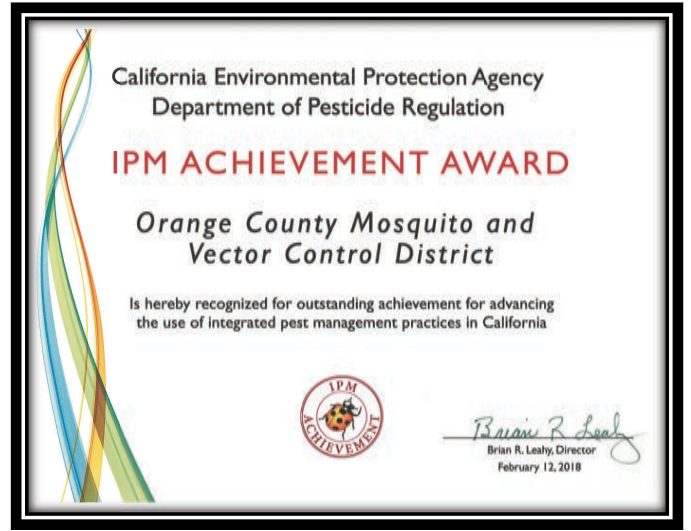 California Environmental Protection Agency
Department of Pesticide Regulation
IPM ACHIEVEMENT AWARD
Orange County Mosquito and
Vector Control District
Is hereby recognized for outstanding achievement for advancing
the use of integrated pest management practices in California
IPM
ACHIEVEMENT
Brian R Leahy
Brian R. Leahy, Director
February 12, 2018